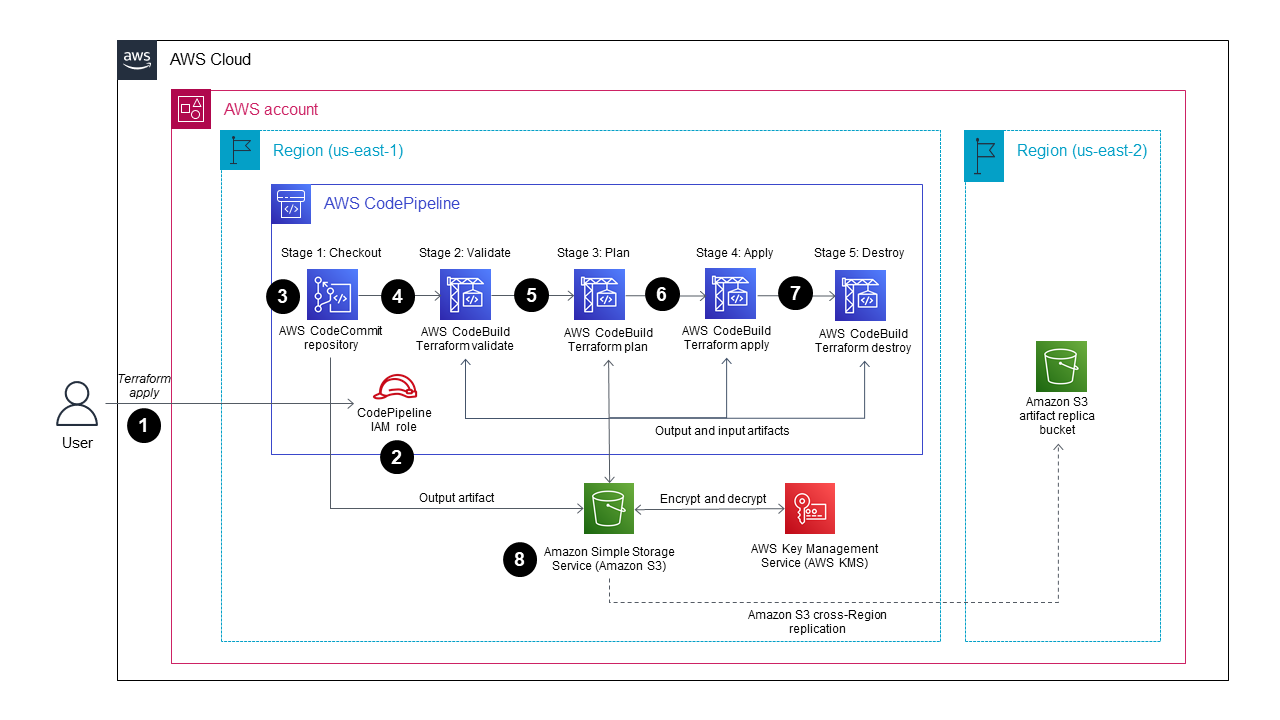 aws
AWS Cloud
AWS account
Region (us-east-1)
Region (us-east-2)
AWS CodePipeline
Stage 1: Checkout
Stage 2: Validate
Stage 3: Plan
Stage 4: Apply
Stage 5: Destroy
3
4
5
6
7
AWS CodeCommit
repository
AWS CodeBuild
Terraform validate
AWS CodeBuild
Terraform plan
AWS CodeBuild
Terraform apply
AWS CodeBuild
Terraform destroy
Terraform
apply
1
User
CodePipeline
IAM role
2
Output and input artifacts
Amazon S3
artifact replica
bucket
Output artifact
Encrypt and decrypt
8
Amazon Simple Storage
Service (Amazon S3)
AWS Key Management
Service (AWS KMS)
Amazon S3 cross-Region
replication